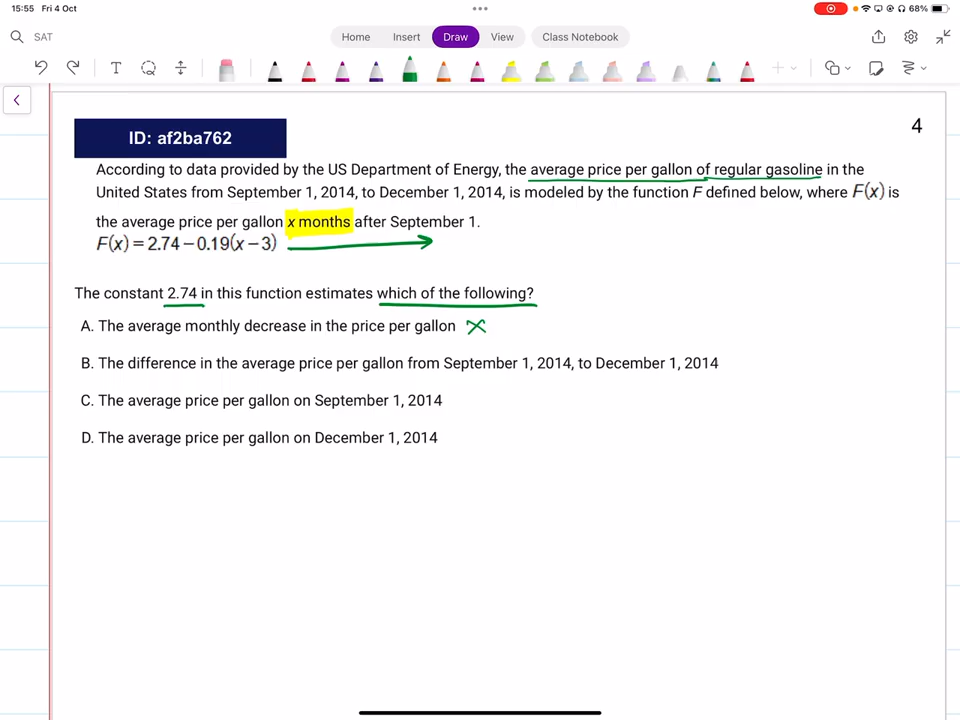 15:55 Fri 4 Oct
68%
SAT
Home Insert Draw View Class Notebook
ID: af2ba762
4
According to data provided by the US Department of Energy, the average price per gallon of regular gasoline in the
United States from September 1, 2014, to December 1, 2014, is modeled by the function F defined below, where F(x) is
the average price per gallon x months after September 1.
F(x) = 2.74 – 0.19(x – 3)
The constant 2.74 in this function estimates which of the following?
A. The average monthly decrease in the price per gallon
B. The difference in the average price per gallon from September 1, 2014, to December 1, 2014
C. The average price per gallon on September 1, 2014
D. The average price per gallon on December 1, 2014